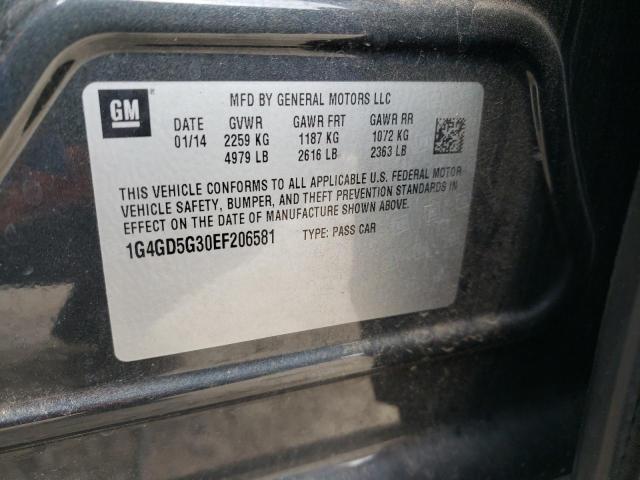 GM
MFD BY GENERAL MOTORS LLC
DATE GVWR GAWR FRT GAWR RR
01/14 2259 KG 1187 KG 1072 KG
4979 LB 2616 LB 2363 LB
THIS VEHICLE CONFORMS TO ALL APPLICABLE U.S. FEDERAL MOTOR
VEHICLE SAFETY, BUMPER, AND THEFT PREVENTION STANDARDS IN
EFFECT ON THE DATE OF MANUFACTURE SHOWN ABOVE.
1G4GD5G30EF206581 TYPE: PASS CAR